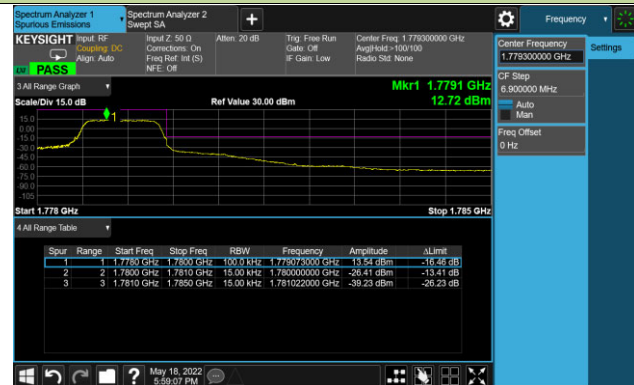 Spectrum Analyzer 1
Spurious Emissions
Spectrum Analyzer 2
Swept SA
Frequency
KEYSIGHT
Input: RF
Coupling: DC
Align: Auto
Input Z: 50 Ω
Corrections: On
Freq Ref: Int (S)
NFE: Off
Atten: 20 dB
Trig: Free Run
Gate: Off
IF Gain: Low
Center Freq: 1.779300000 GHz
Avg|Hold:>100/100
Radio Std: None
LXI
PASS
Center Frequency
1.779300000 GHz
Settings
CF Step
6.900000 MHz
Auto
Man
Freq Offset
0 Hz
3 All Range Graph
Mkr1 1.7791 GHz
Scale/Div 15.0 dB
Ref Value 30.00 dBm
12.72 dBm
1
15.0
0.00
-15.0
-30.0
-45.0
-60.0
-75.0
-90.0
-105
Start 1.778 GHz
Stop 1.785 GHz
4 All Range Table
Spur Range Start Freq Stop Freq RBW Frequency Amplitude ΔLimit
1 1 1.7780 GHz 1.7800 GHz 100.0 kHz 1.779073000 GHz 13.54 dBm -16.46 dB
2 2 1.7800 GHz 1.7810 GHz 15.00 kHz 1.780000000 GHz -26.41 dBm -13.41 dB
3 3 1.7810 GHz 1.7850 GHz 15.00 kHz 1.781022000 GHz -39.23 dBm -26.23 dB
May 18, 2022
5:59:07 PM